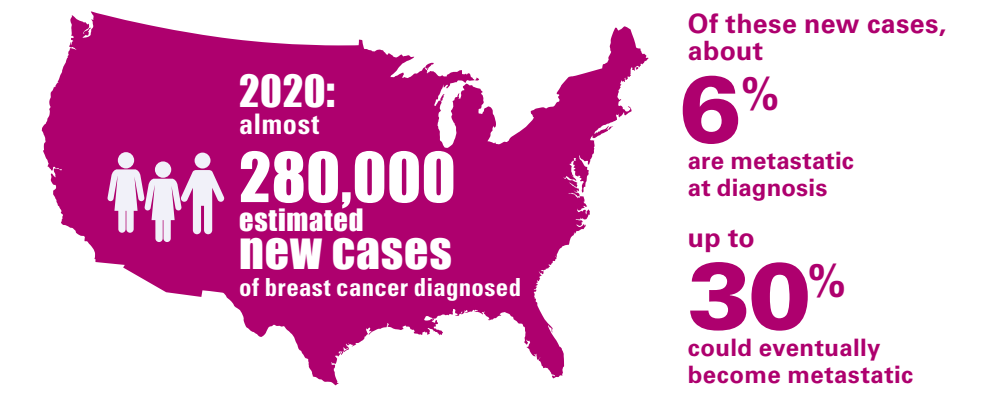 2020:
almost
280,000
estimated
new cases
of breast cancer diagnosed
Of these new cases,
about
6%
are metastatic
at diagnosis
up to
30%
could eventually
become metastatic